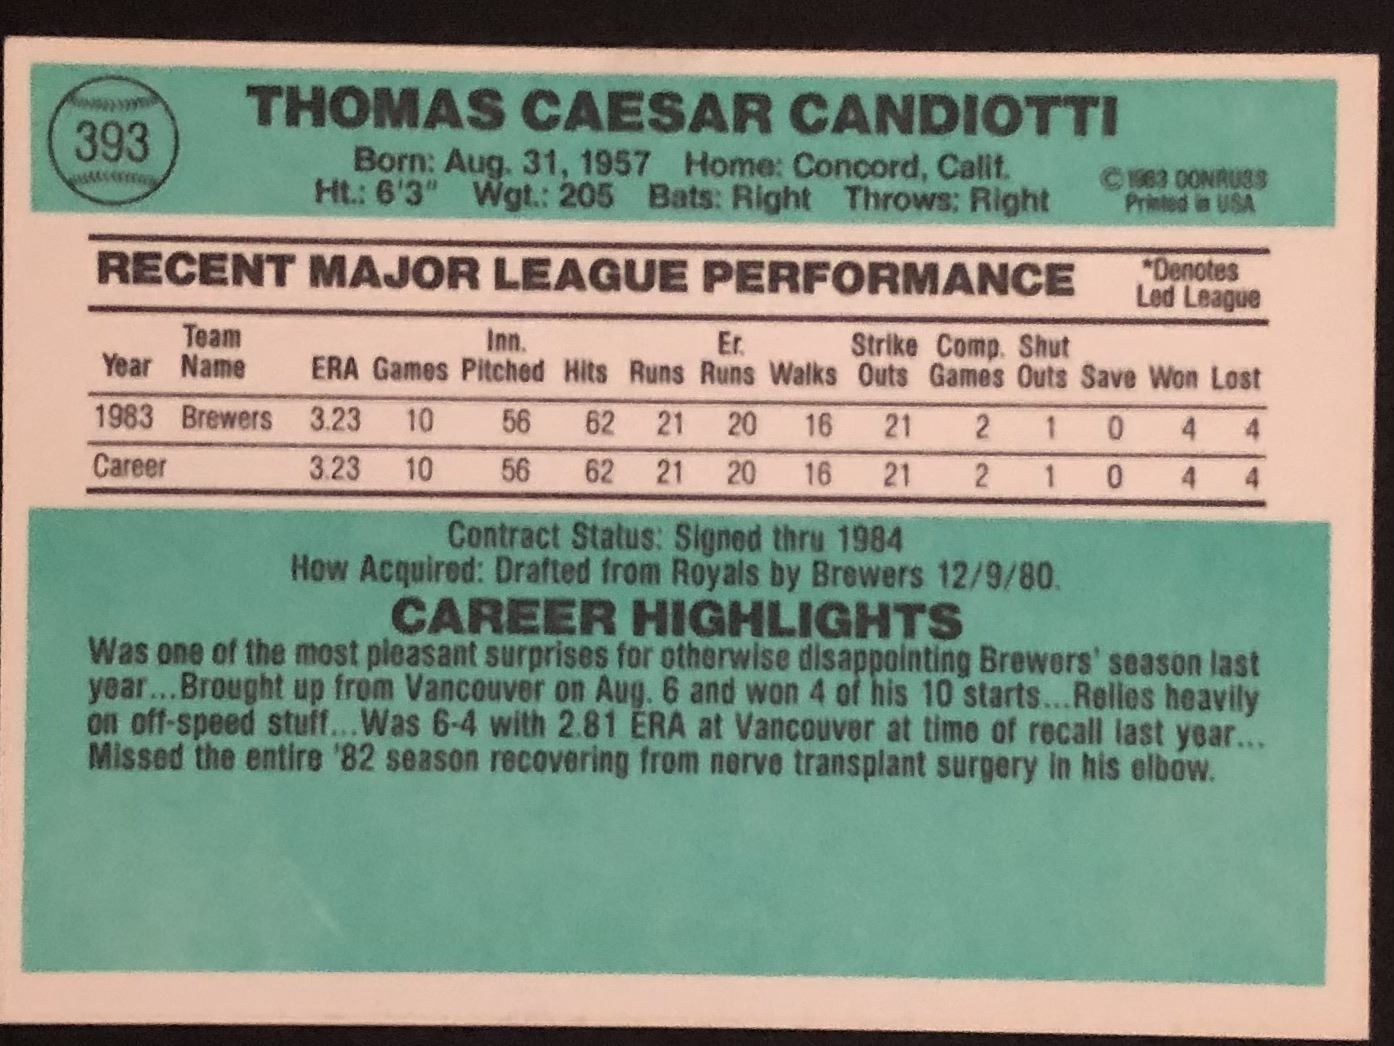 393
THOMAS CAESAR CANDIOTTI
Born: Aug. 31, 1957 Home: Concord, Calif.
Ht.: 6'3" Wgt.: 205 Bats: Right Throws: Right
© 1983 DONRUSS
Printed in USA
RECENT MAJOR LEAGUE PERFORMANCE
*Denotes
Led League
Year Team Name ERA Games Inn. Pitched Hits Runs Er. Runs Walks Strike Outs Comp. Games Shut Outs Save Won Lost
1983 Brewers 3.23 10 56 62 21 20 16 21 2 1 0 4 4
Career 3.23 10 56 62 21 20 16 21 2 1 0 4 4
Contract Status: Signed thru 1984
How Acquired: Drafted from Royals by Brewers 12/9/80.
CAREER HIGHLIGHTS
Was one of the most pleasant surprises for otherwise disappointing Brewers' season last
year...Brought up from Vancouver on Aug. 6 and won 4 of his 10 starts...Relies heavily
on off-speed stuff...Was 6-4 with 2.81 ERA at Vancouver at time of recall last year...
Missed the entire '82 season recovering from nerve transplant surgery in his elbow.